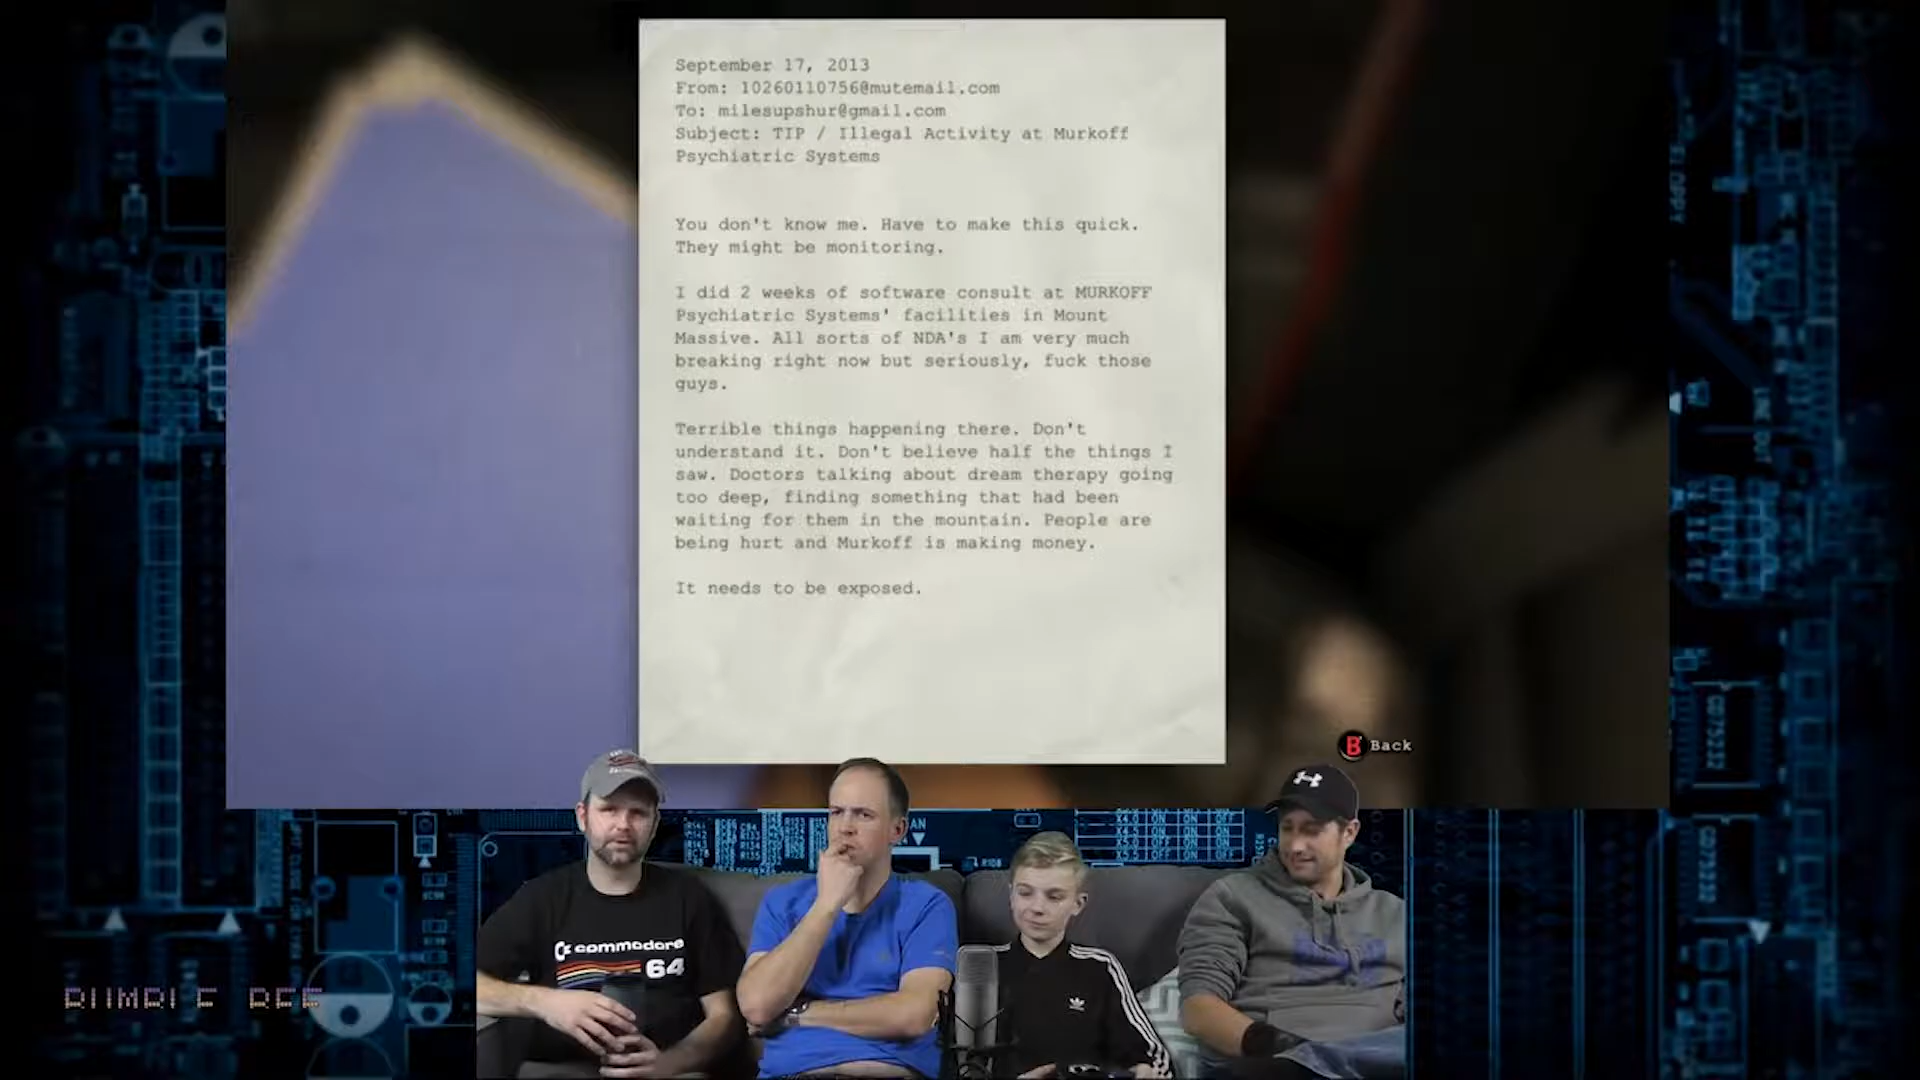 September 17, 2013
From: 10260110756@mutemail.com
To: milesupshur@gmail.com
Subject: TIP / Illegal Activity at Murkoff
Psychiatric Systems
You don't know me. Have to make this quick.
They might be monitoring.
I did 2 weeks of software consult at MURKOFF
Psychiatric Systems' facilities in Mount
Massive. All sorts of NDA's I am very much
breaking right now but seriously, fuck those
guys.
Terrible things happening there. Don't
understand it. Don't believe half the things I
saw. Doctors talking about dream therapy going
too deep, finding something that had been
waiting for them in the mountain. People are
being hurt and Murkoff is making money.
It needs to be exposed.
B Back
commodore
64